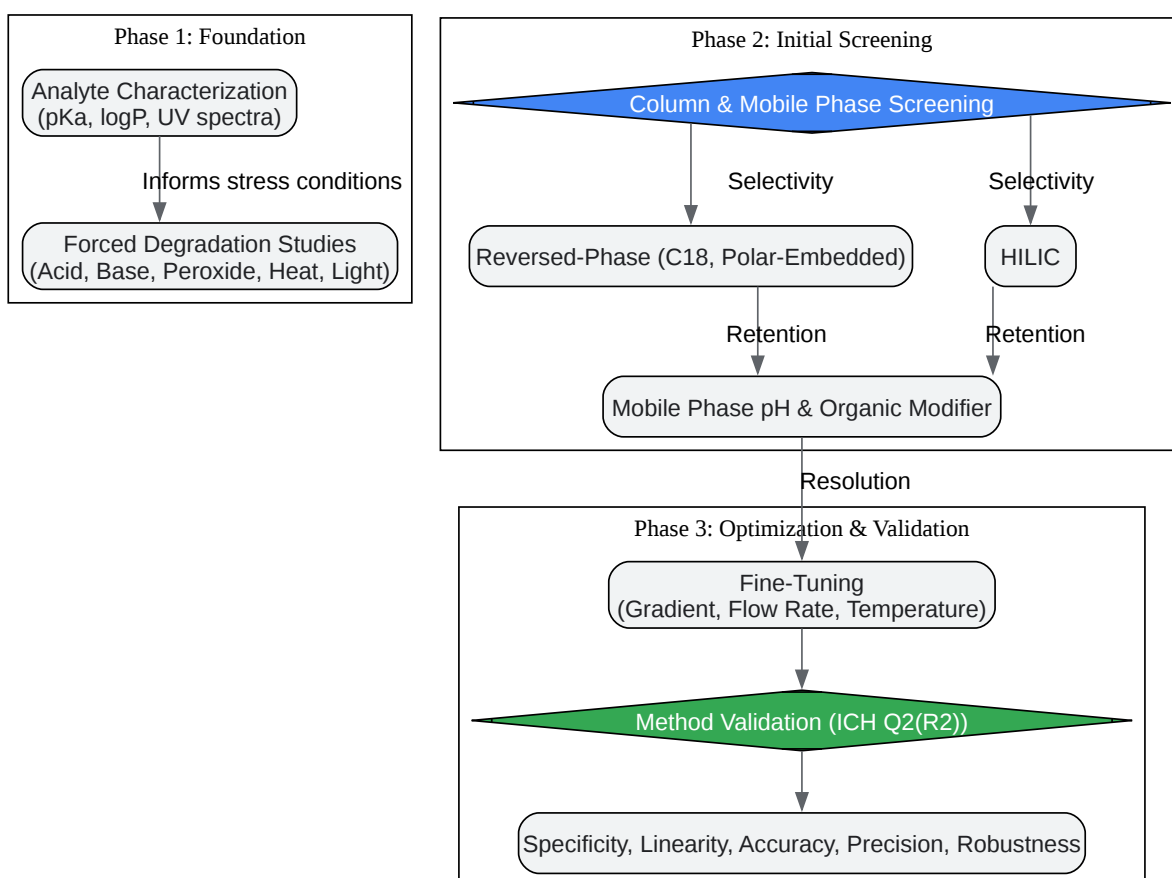 Phase 1: Foundation
Analyte Characterization
(pKa, logP, UV spectra)
Informs stress conditions
Forced Degradation Studies
(Acid, Base, Peroxide, Heat, Light)
Phase 2: Initial Screening
Column & Mobile Phase Screening
Selectivity
Selectivity
Reversed-Phase (C18, Polar-Embedded)
HILIC
Retention
Retention
Mobile Phase pH & Organic Modifier
Resolution
Phase 3: Optimization & Validation
Fine-Tuning
(Gradient, Flow Rate, Temperature)
Method Validation (ICH Q2(R2))
Specificity, Linearity, Accuracy, Precision, Robustness